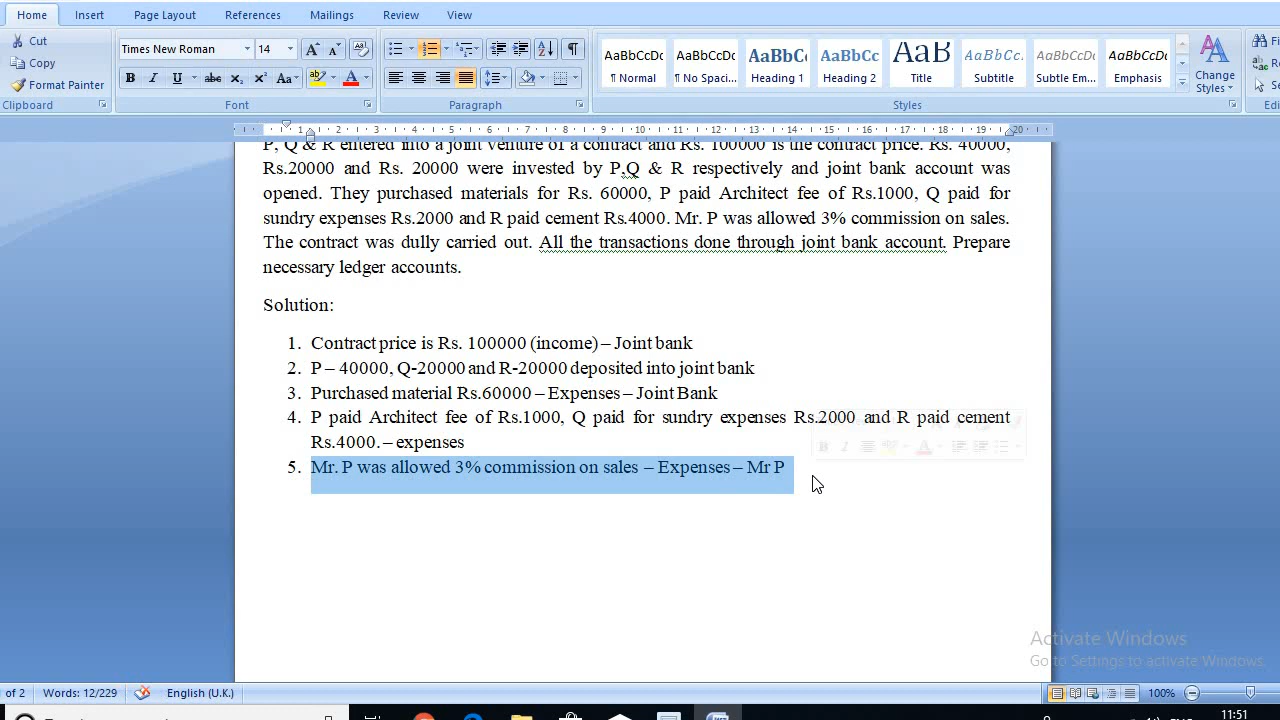 Home Insert Page Layout References Mailings Review View
Cut
Copy
Format Painter
Clipboard
Times New Roman 14
Font
Paragraph
AaBbCcDc AaBbCcDc AaBbCc AaBbCc AaB AaBbCc. AaBbCcDc AaBbCcDc
¶ Normal ¶ No Spaci... Heading 1 Heading 2 Title Subtitle Subtle Em... Emphasis
Change
Styles
Styles
P, Q & R entered into a joint venture of a contract and Rs. 100000 is the contract price. Rs. 40000,
Rs.20000 and Rs. 20000 were invested by P,Q & R respectively and joint bank account was
opened. They purchased materials for Rs. 60000, P paid Architect fee of Rs.1000, Q paid for
sundry expenses Rs.2000 and R paid cement Rs.4000. Mr. P was allowed 3% commission on sales.
The contract was dully carried out. All the transactions done through joint bank account. Prepare
necessary ledger accounts.
Solution:
1. Contract price is Rs. 100000 (income) – Joint bank
2. P – 40000, Q-20000 and R-20000 deposited into joint bank
3. Purchased material Rs.60000 – Expenses – Joint Bank
4. P paid Architect fee of Rs.1000, Q paid for sundry expenses Rs.2000 and R paid cement
Rs.4000. – expenses
5. Mr. P was allowed 3% commission on sales – Expenses – Mr P
Activate Windows
Go to Settings to activate Windows.
of 2 Words: 12/229 English (U.K.) 100%
11:51